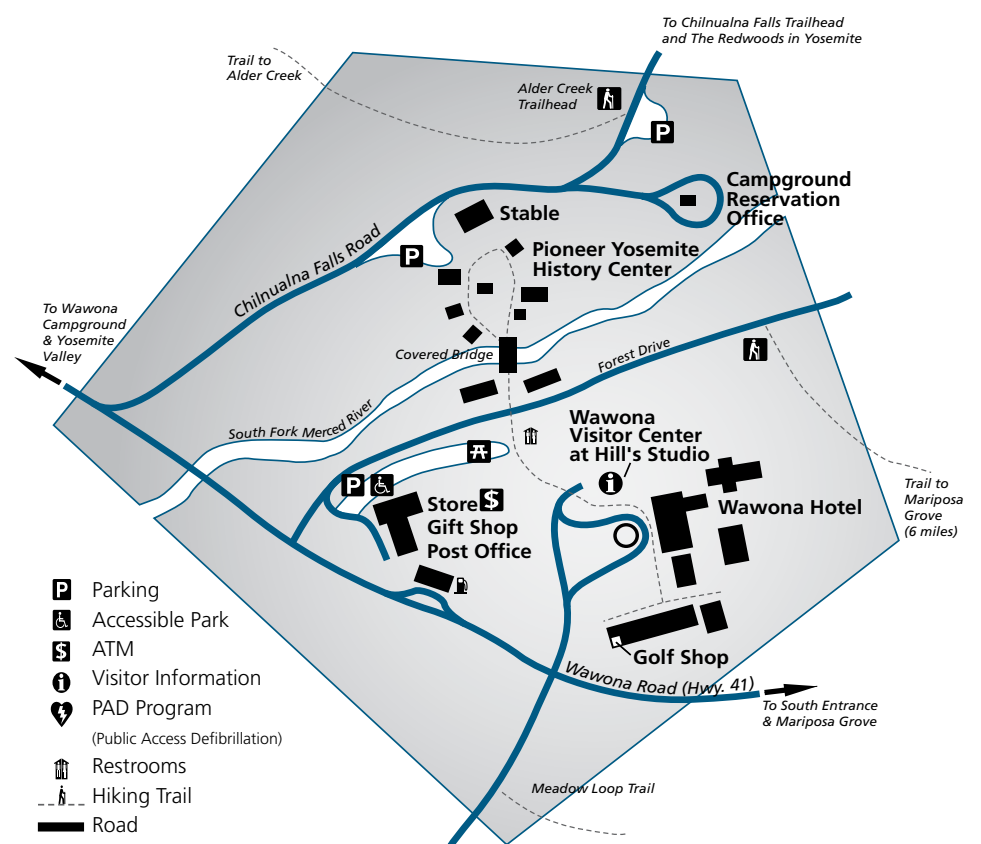 To Chilnualna Falls Trailhead
and The Redwoods in Yosemite
Trail to
Alder Creek
Alder Creek
Trailhead
P
Campground
Reservation
Office
Stable
Chilnualna Falls Road
P
Pioneer Yosemite
History Center
To Wawona
Campground
& Yosemite
Valley
Covered Bridge
Forest Drive
South Fork Merced River
Wawona
Visitor Center
at Hill's Studio
i
P
Store $
Gift Shop
Post Office
Wawona Hotel
Trail to
Mariposa
Grove
(6 miles)
P Parking
Accessible Park
$ ATM
i Visitor Information
PAD Program
(Public Access Defibrillation)
Restrooms
Hiking Trail
Road
Golf Shop
Wawona Road (Hwy. 41)
To South Entrance
& Mariposa Grove
Meadow Loop Trail